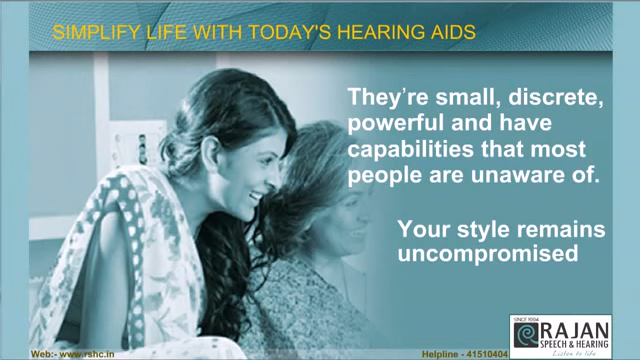 SIMPLIFY LIFE WITH TODAY'S HEARING AIDS
They're small, discrete,
powerful and have
capabilities that most
people are unaware of.
Your style remains
uncompromised
SINCE 1994
RAJAN
SPEECH & HEARING
Listen to life
Web:- www.rshc.in
Helpline - 41510404